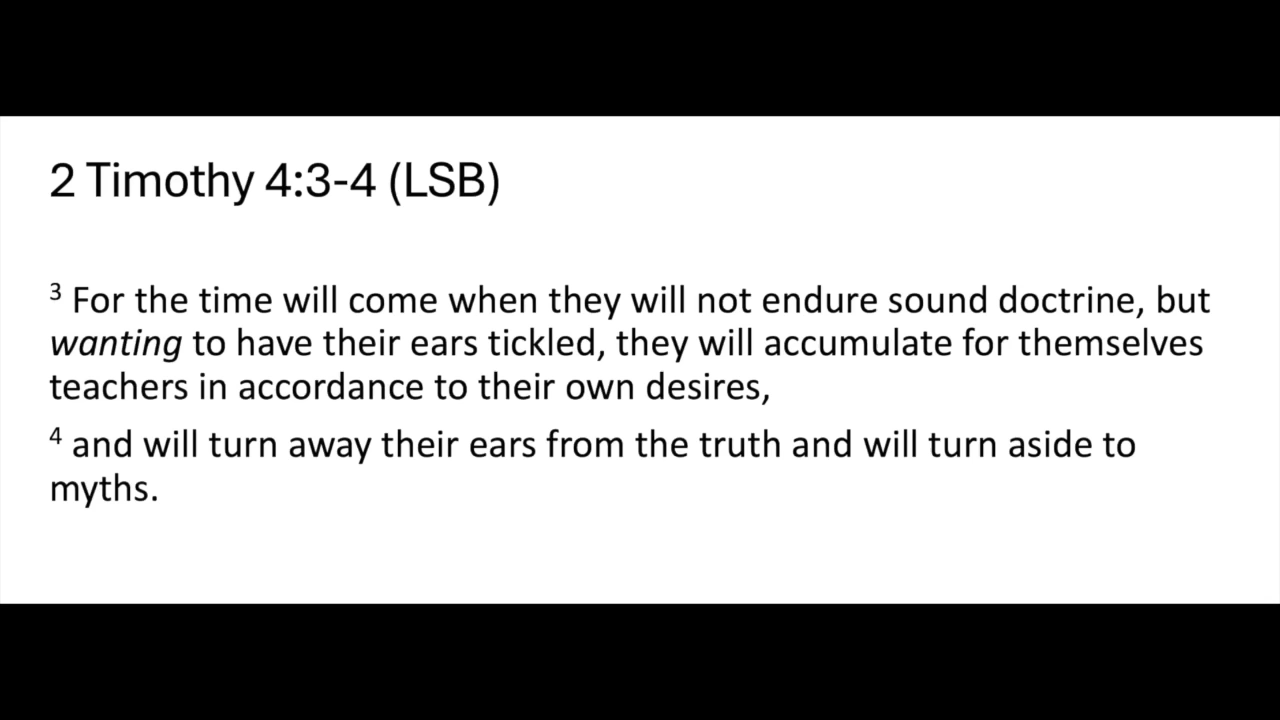 2 Timothy 4:3-4 (LSB)
³ For the time will come when they will not endure sound doctrine, but
wanting to have their ears tickled, they will accumulate for themselves
teachers in accordance to their own desires,
⁴ and will turn away their ears from the truth and will turn aside to
myths.